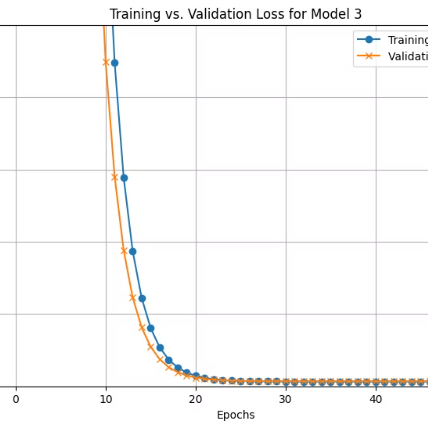 Training vs. Validation Loss for Model 3
Training
Validati
0 10 20 30 40
Epochs